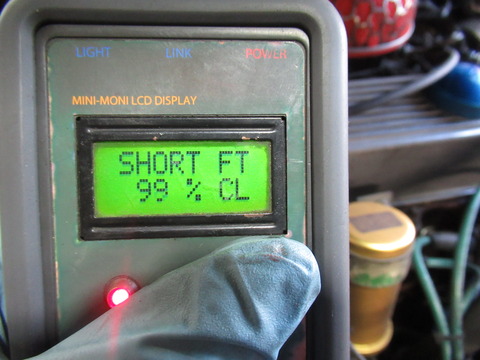 LIGHT LINK POWER
MINI-MONI LCD DISPLAY
SHORT FT
99 % CL